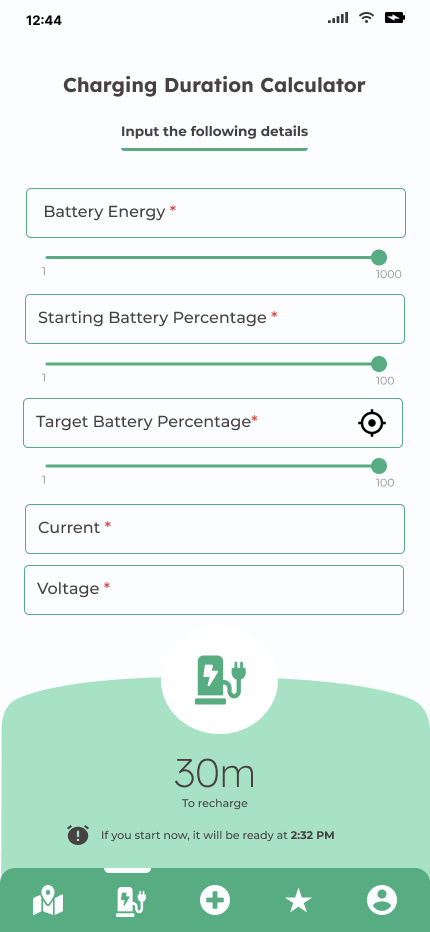 12:44
Charging Duration Calculator
Input the following details
Battery Energy *
1
1000
Starting Battery Percentage *
1
100
Target Battery Percentage*
1
100
Current *
Voltage *
30m
To recharge
If you start now, it will be ready at 2:32 PM